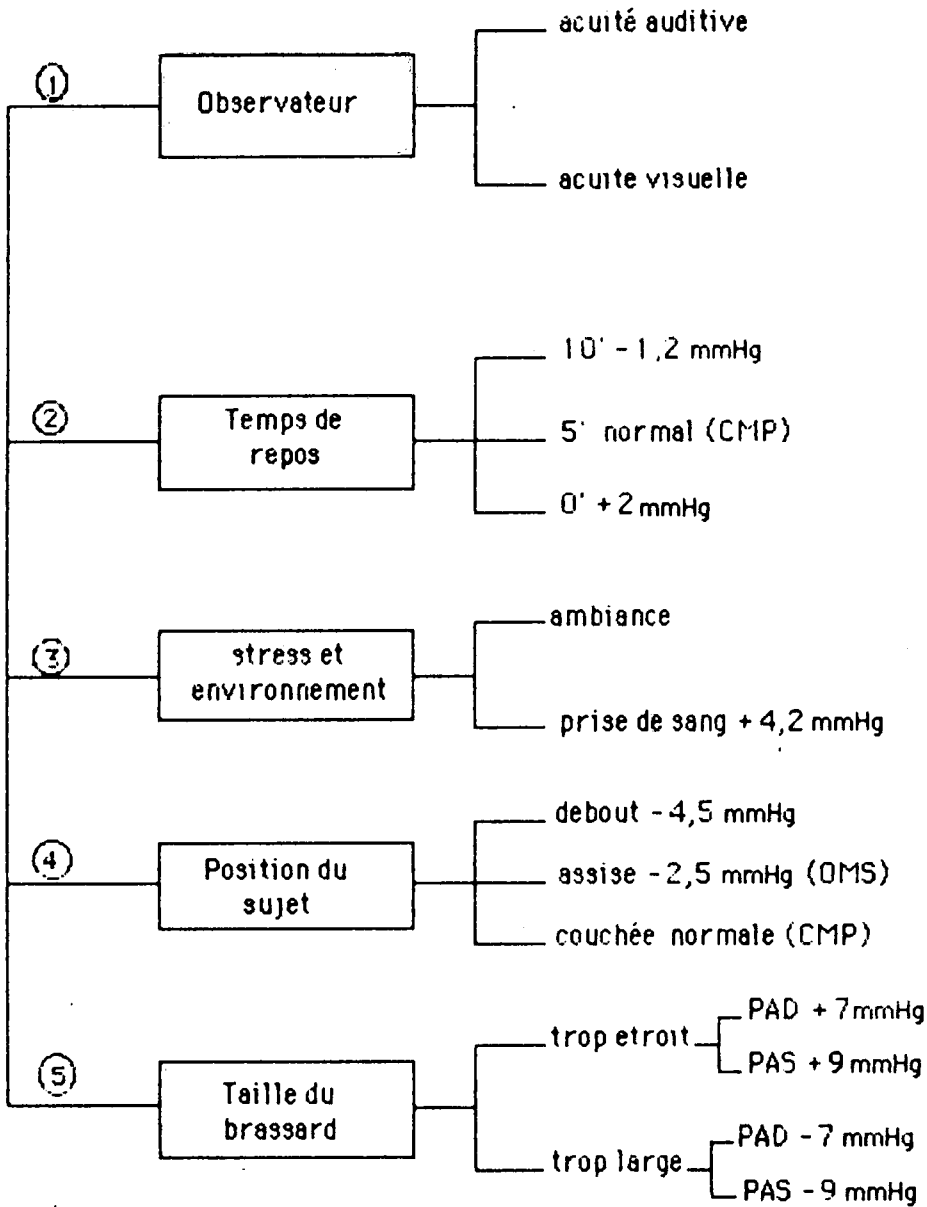 acuité auditive
1
Observateur
acuite visuelle
10' - 1,2 mmHg
2
Temps de
repos
5' normal (CMP)
0' + 2 mmHg
ambiance
3
stress et
environnement
prise de sang + 4,2 mmHg
debout - 4,5 mmHg
4
Position du
sujet
assise - 2,5 mmHg (OMS)
couchée normale (CMP)
PAD + 7 mmHg
trop etroit
PAS + 9 mmHg
5
Taille du
brassard
PAD - 7 mmHg
trop large
PAS - 9 mmHg